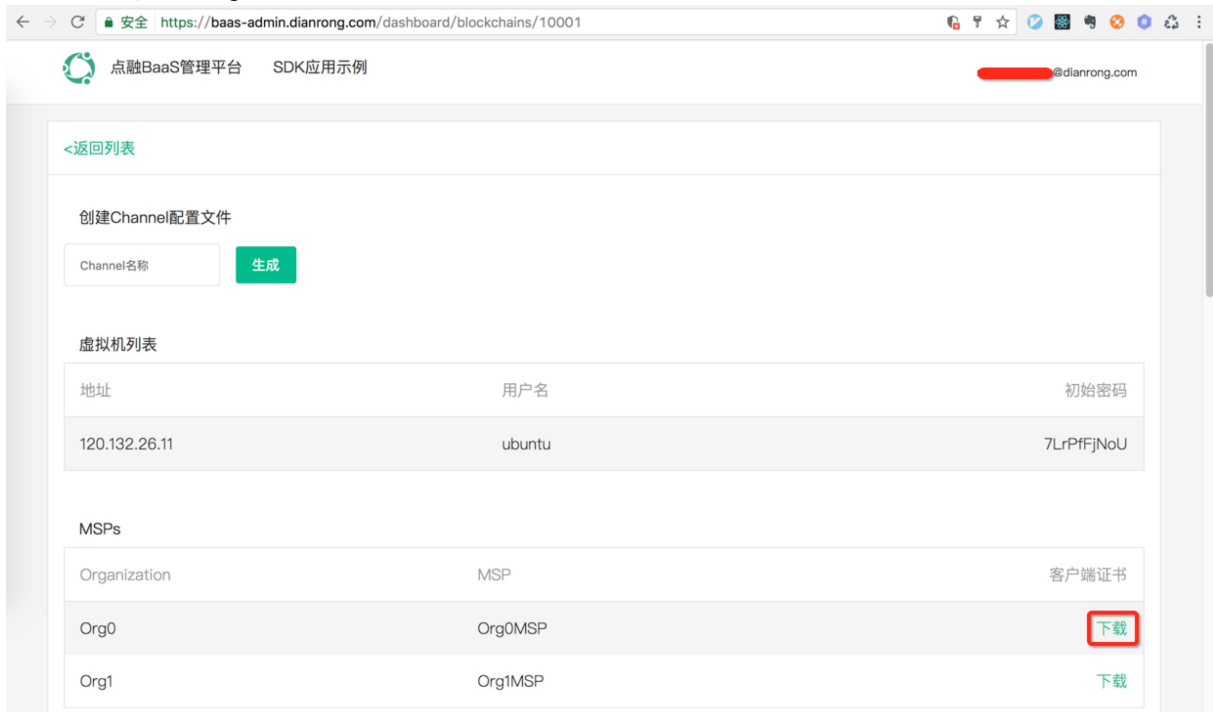 安全 https://baas-admin.dianrong.com/dashboard/blockchains/10001
点融BaaS管理平台 SDK应用示例 @dianrong.com
<返回列表
创建Channel配置文件
Channel名称 生成
虚拟机列表
地址 用户名 初始密码
120.132.26.11 ubuntu 7LrPfFjNoU
MSPs
Organization MSP 客户端证书
Org0 Org0MSP 下载
Org1 Org1MSP 下载